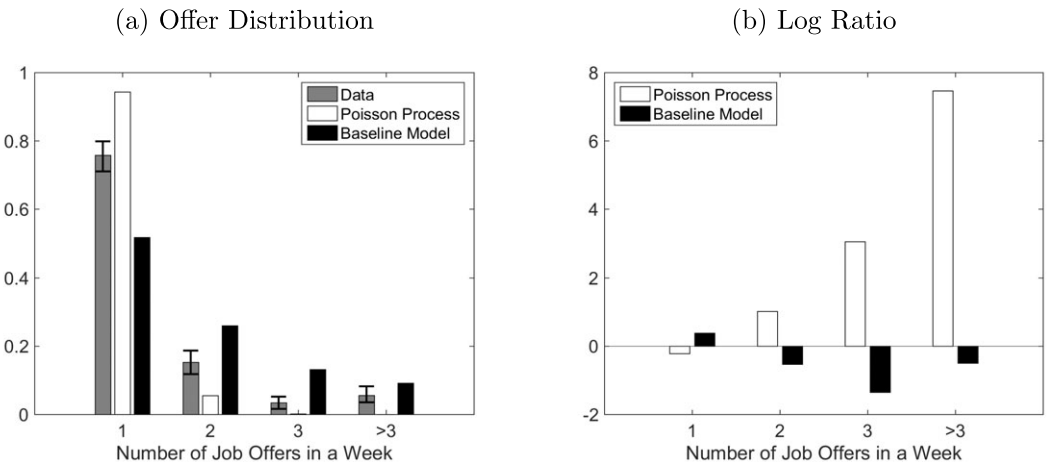 (a) Offer Distribution
1
0.8
0.6
0.4
0.2
0
Data
Poisson Process
Baseline Model
1 2 3 >3
Number of Job Offers in a Week
(b) Log Ratio
8
6
4
2
0
-2
Poisson Process
Baseline Model
1 2 3 >3
Number of Job Offers in a Week